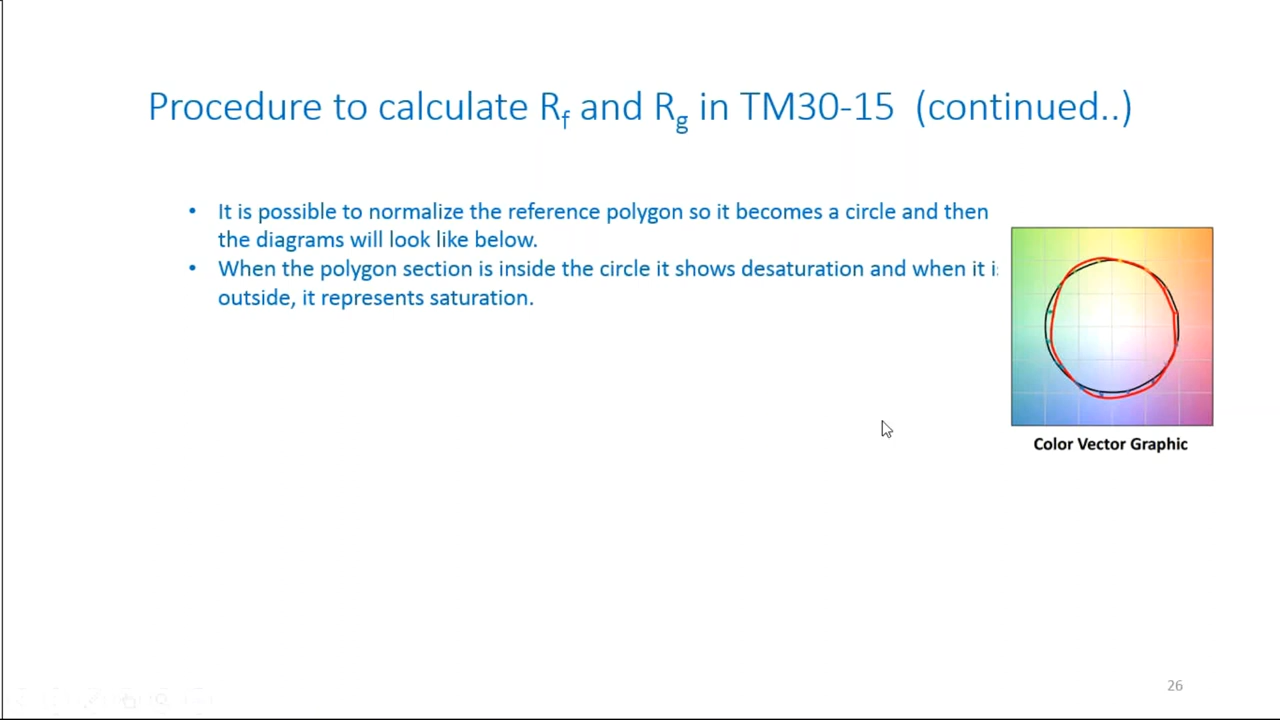 Procedure to calculate Rf and Rg in TM30-15 (continued..)
• It is possible to normalize the reference polygon so it becomes a circle and then
the diagrams will look like below.
• When the polygon section is inside the circle it shows desaturation and when it
outside, it represents saturation.
Color Vector Graphic
26